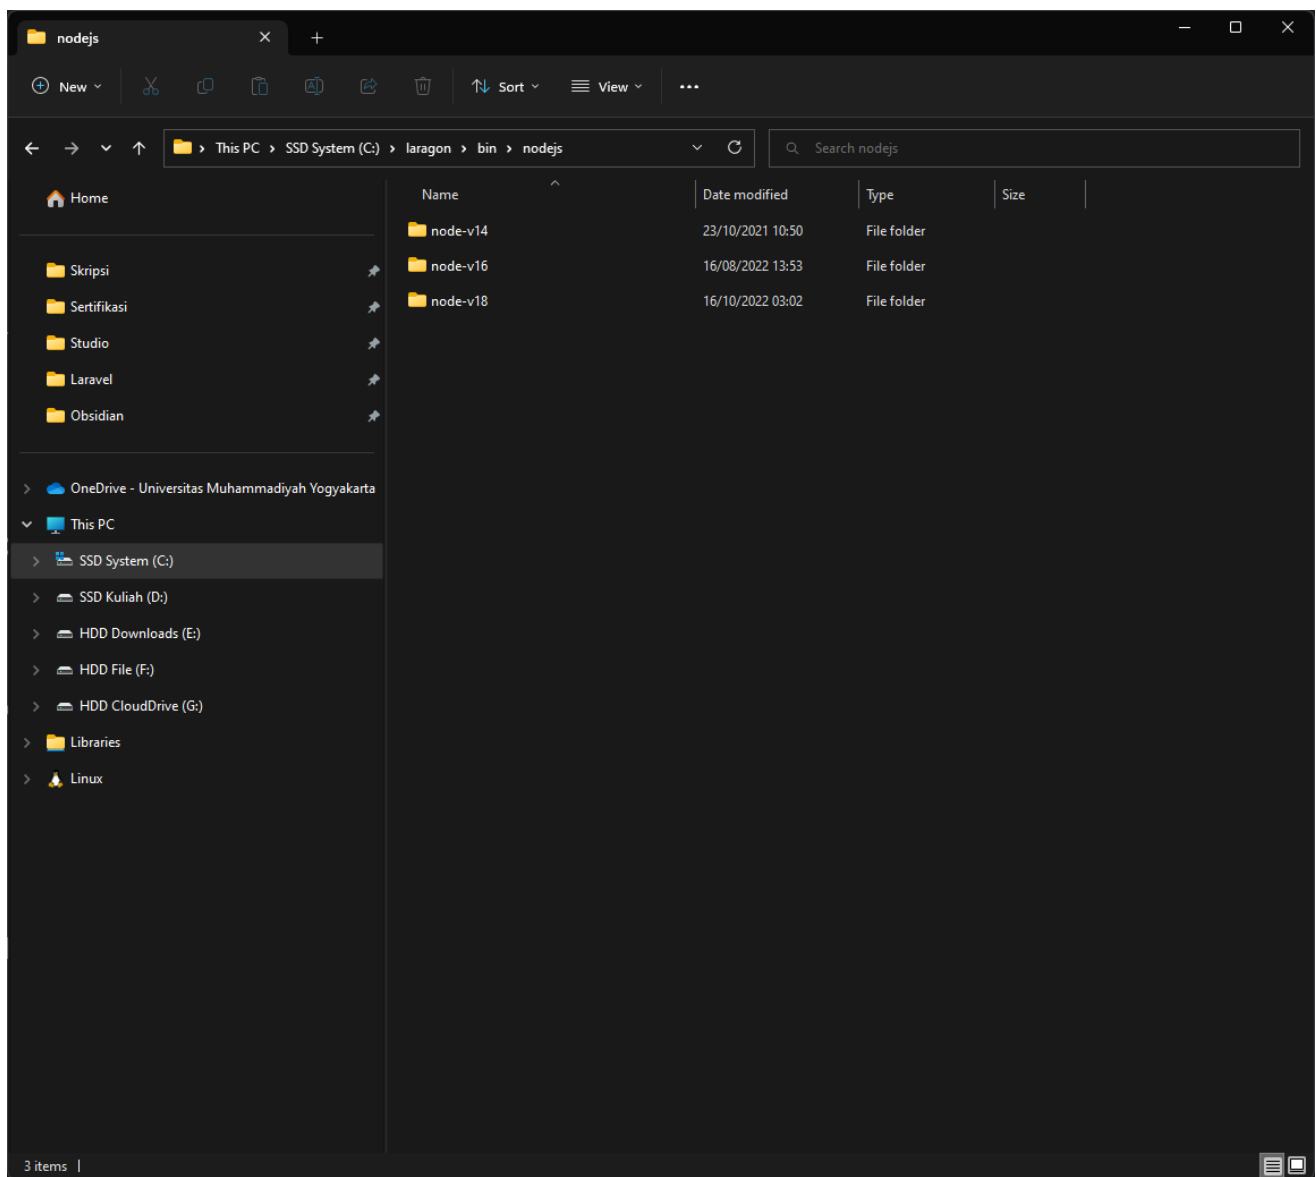 nodejs
New Sort View
This PC SSD System (C:) laragon bin nodejs Search nodejs
Home
Skripsi
Sertifikasi
Studio
Laravel
Obsidian
OneDrive - Universitas Muhammadiyah Yogyakarta
This PC
SSD System (C:)
SSD Kuliah (D:)
HDD Downloads (E:)
HDD File (F:)
HDD CloudDrive (G:)
Libraries
Linux
Name Date modified Type Size
node-v14 23/10/2021 10:50 File folder
node-v16 16/08/2022 13:53 File folder
node-v18 16/10/2022 03:02 File folder
3 items